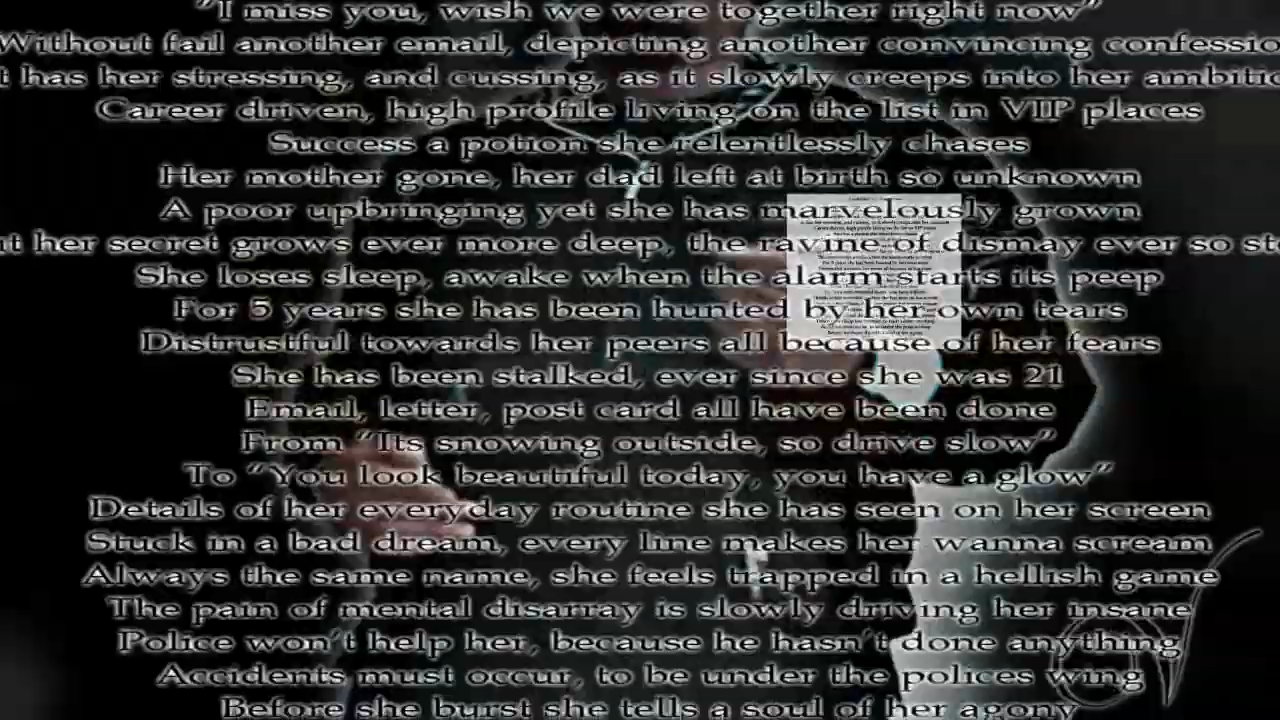 "I miss you, wish we were together right now"
Without fail another email, depicting another convincing
has her stressing, and cussing, as it slowly creeps into her
Career driven, high profile living on the list in VIP places
Success a potion she relentlessly chases
Her mother gone, her dad left at birth so unknown
A poor upbringing yet she has marvelously grown
her secret grows ever more deep, the ravine of dismay ever so
She loses sleep, awake when the alarm starts its peep
For 5 years she has been hunted by her own tears
Distrustful towards her peers all because of her fears
She has been stalked, ever since she was 21
Email, letter, post card all have been done
From "Its snowing outside, so drive slow"
To "You look beautiful today, you have a glow"
Details of her everyday routine she has seen on her screen
Stuck in a bad dream, every line makes her wanna scream
Always the same name, she feels trapped in a hellish game
The pain of mental disarray is slowly driving her insane
Police won't help her, because he hasn't done anything
Accidents must occur, to be under the polices wing
Before she burst she tells a soul of her agony